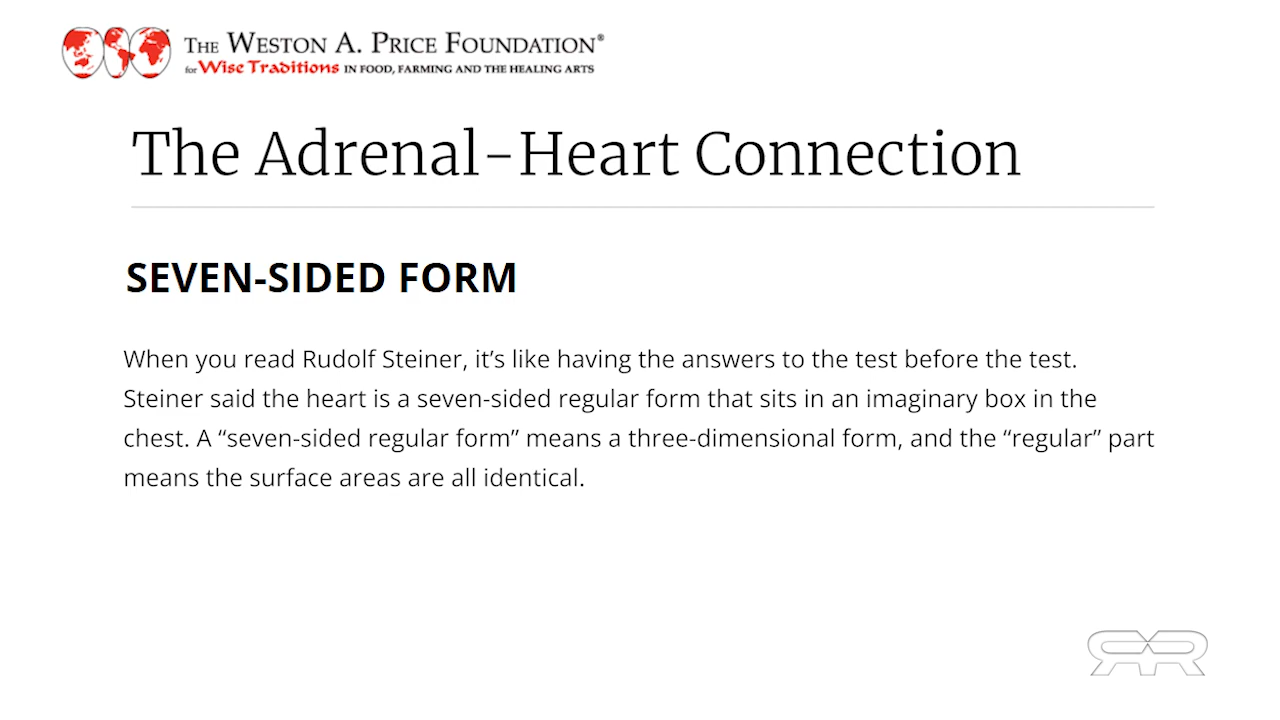 THE WESTON A. PRICE FOUNDATION®
for Wise Traditions IN FOOD, FARMING AND THE HEALING ARTS
The Adrenal–Heart Connection
SEVEN-SIDED FORM
When you read Rudolf Steiner, it’s like having the answers to the test before the test.
Steiner said the heart is a seven-sided regular form that sits in an imaginary box in the
chest. A “seven-sided regular form” means a three-dimensional form, and the “regular” part
means the surface areas are all identical.
RR